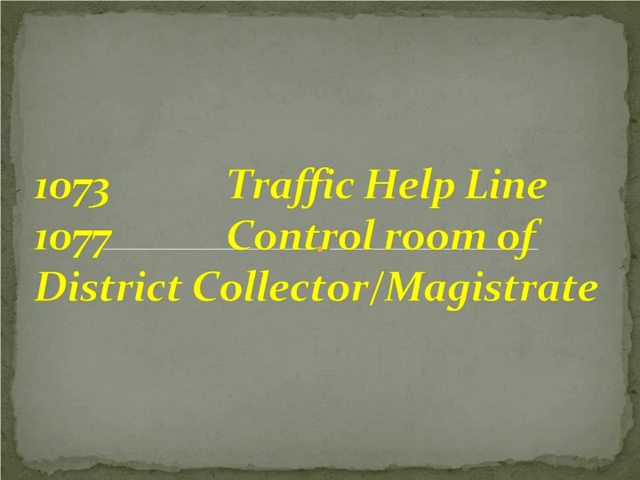 1073 Traffic Help Line
1077 Control room of
District Collector/Magistrate